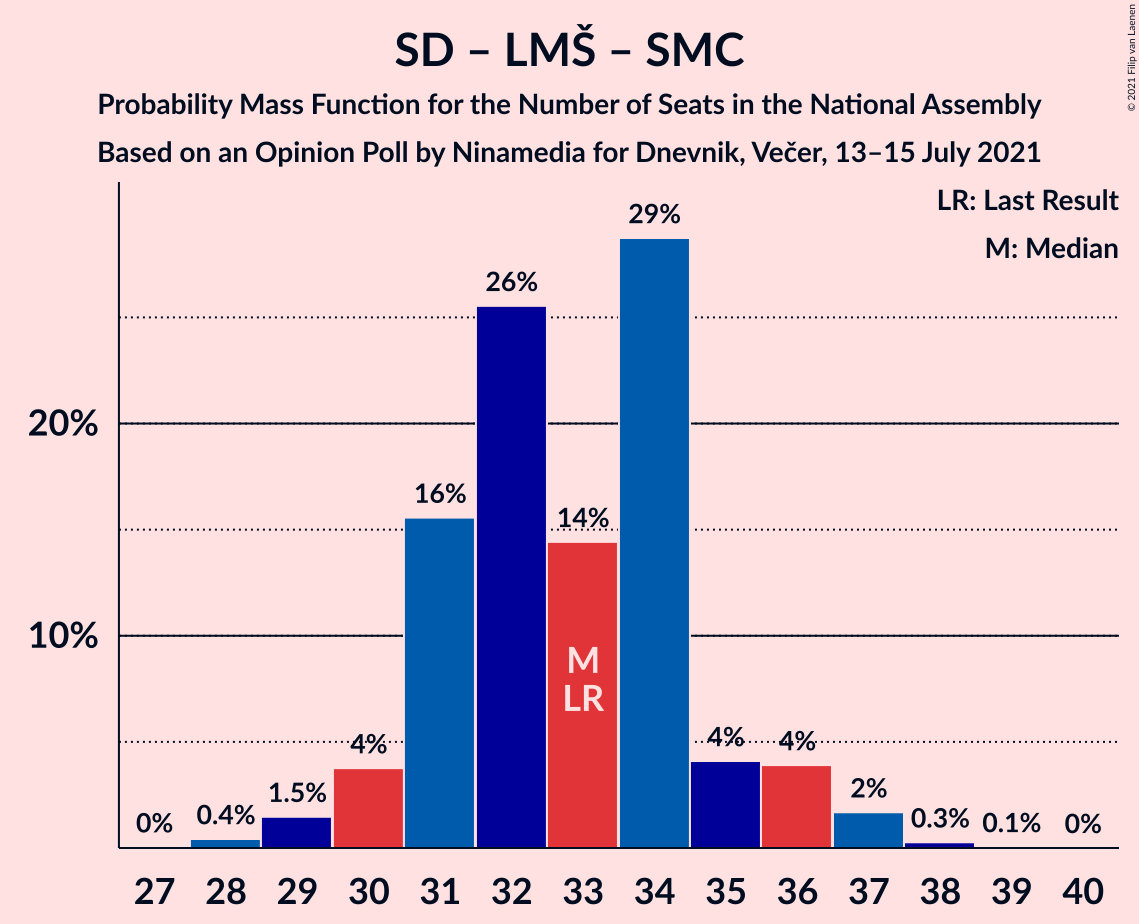 SD – LMŠ – SMC
Probability Mass Function for the Number of Seats in the National Assembly
Based on an Opinion Poll by Ninamedia for Dnevnik, Večer, 13–15 July 2021
© 2021 Filip van Laenen
LR: Last Result
M: Median
20%
10%
0%
0.4%
1.5%
4%
16%
26%
14%
29%
4%
4%
2%
0.3%
0.1%
0%
M
LR
27 28 29 30 31 32 33 34 35 36 37 38 39 40